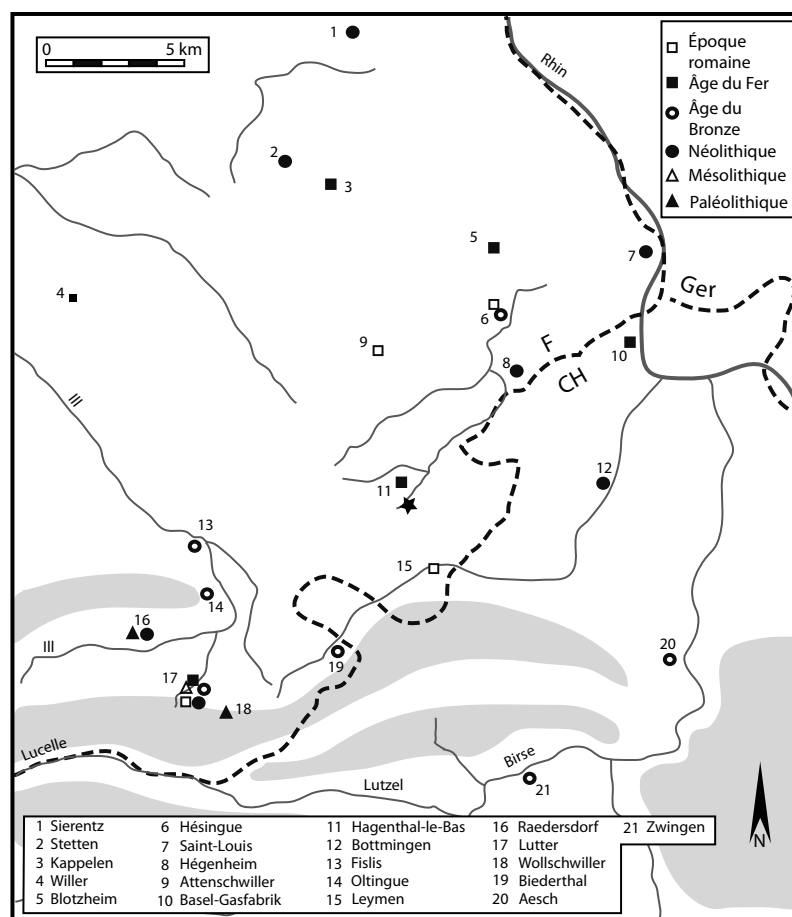 0 5 km
1
Rhin
Époque
romaine
Âge du Fer
Âge du
Bronze
Néolithique
Mésolithique
Paléolithique
2
3
5
7
4
Ger
6
F
9
8
10
CH
Ill
11
12
13
15
14
16
Ill
19
20
17
18
Lucelle
Birse
Lutzel
21
N
1 Sierentz
2 Stetten
3 Kappelen
4 Willer
5 Blotzheim
6 Hésingue
7 Saint-Louis
8 Hégenheim
9 Attenschwiller
10 Basel-Gasfabrik
11 Hagenthal-le-Bas
12 Bottmingen
13 Fislis
14 Oltingue
15 Leymen
16 Raedersdorf
17 Lutter
18 Wollschwiller
19 Biederthal
20 Aesch
21 Zwingen